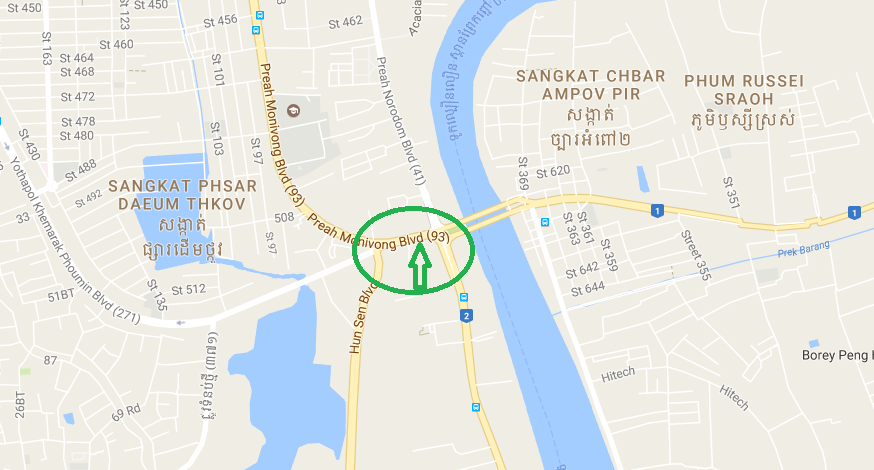 St 450
St 450
St 460
St 123
St 163
St 464
St 468
St 472
St 478
St 480
St 101
St 103
St 97
St 462
Acacia
Preah Norodom Blvd (41)
Preah Monivong Blvd (93)
SANGKAT CHBAR
AMPOV PIR
សង្កាត់
ច្បារអំពៅ២
PHUM RUSSEI
SRAOH
ភូមិឫស្សីស្រស់
St 430
St 488
St 492
33
SANGKAT PHSAR
DAEUM THKOV
សង្កាត់
ផ្សារដើមថ្កូវ
508
St 97
Preah Monivong Blvd (93)
St 369
St 620
St 351
1
1
St 363
St 361
St 359
Street 355
Prek Barang
St 642
St 644
Yothapol Khemarak Phoumin Blvd (271)
51BT
St 135
St 512
Hun Sen Blvd
2
87
26BT
69 Rd
Hitech
Hitech
Borey Peng H